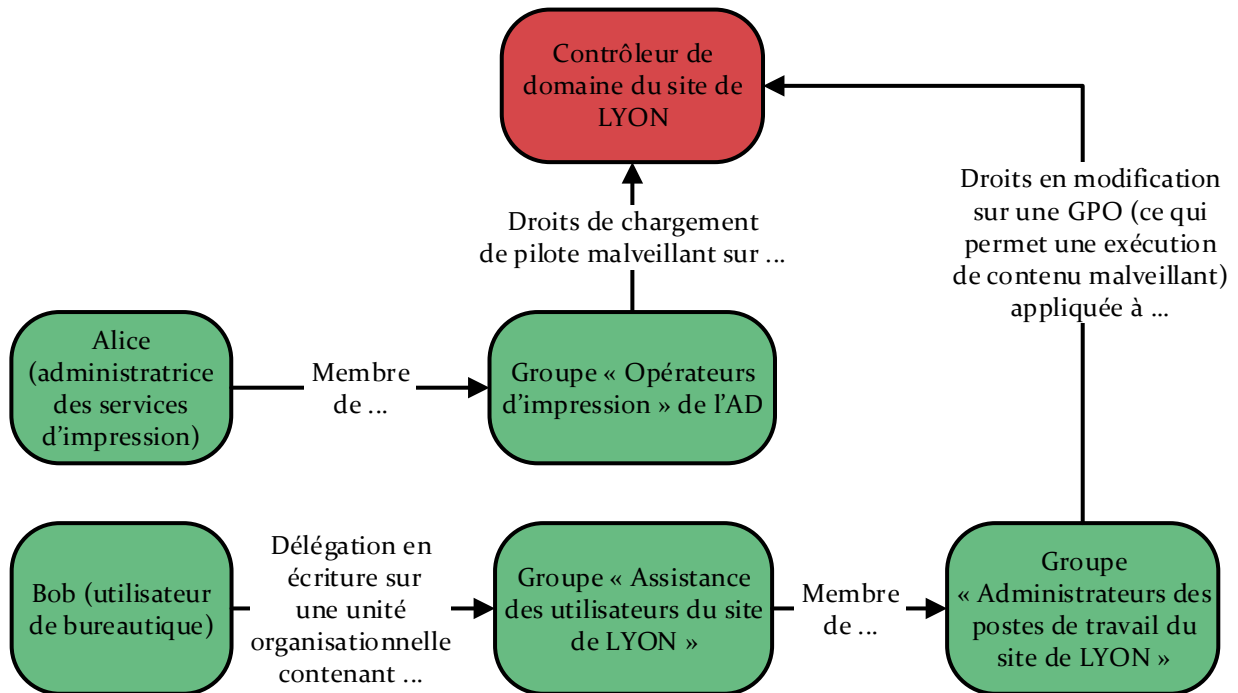 Contrôleur de
domaine du site de
LYON
Droits de chargement
de pilote malveillant sur ...
Droits en modification
sur une GPO (ce qui
permet une exécution
de contenu malveillant)
appliquée à ...
Alice
(administratrice
des services
d'impression)
Membre
de ...
Groupe « Opérateurs
d'impression » de l'AD
Bob (utilisateur
de bureautique)
Délégation en
écriture sur
une unité
organisationnelle
contenant ...
Groupe « Assistance
des utilisateurs du site
de LYON »
Membre
de ...
Groupe
« Administrateurs des
postes de travail du
site de LYON »